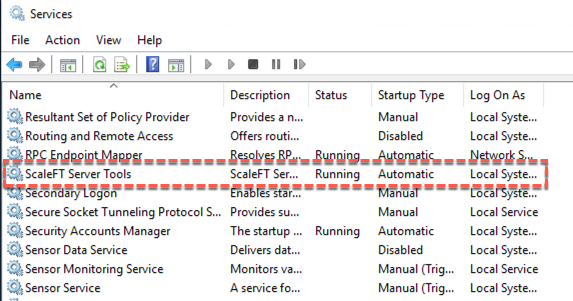 Services
File Action View Help
Name Description Status Startup Type Log On As
Resultant Set of Policy Provider Provides a n... Manual Local Syste...
Routing and Remote Access Offers routi... Disabled Local Syste...
RPC Endpoint Mapper Resolves RP... Running Automatic Network S...
ScaleFT Server Tools ScaleFT Ser... Running Automatic Local Syste...
Secondary Logon Enables star... Manual Local Syste...
Secure Socket Tunneling Protocol S... Provides su... Manual Local Service
Security Accounts Manager The startup ... Running Automatic Local Syste...
Sensor Data Service Delivers dat... Disabled Local Syste...
Sensor Monitoring Service Monitors va... Manual (Trig... Local Service
Sensor Service A service fo... Manual (Trig... Local Syste...